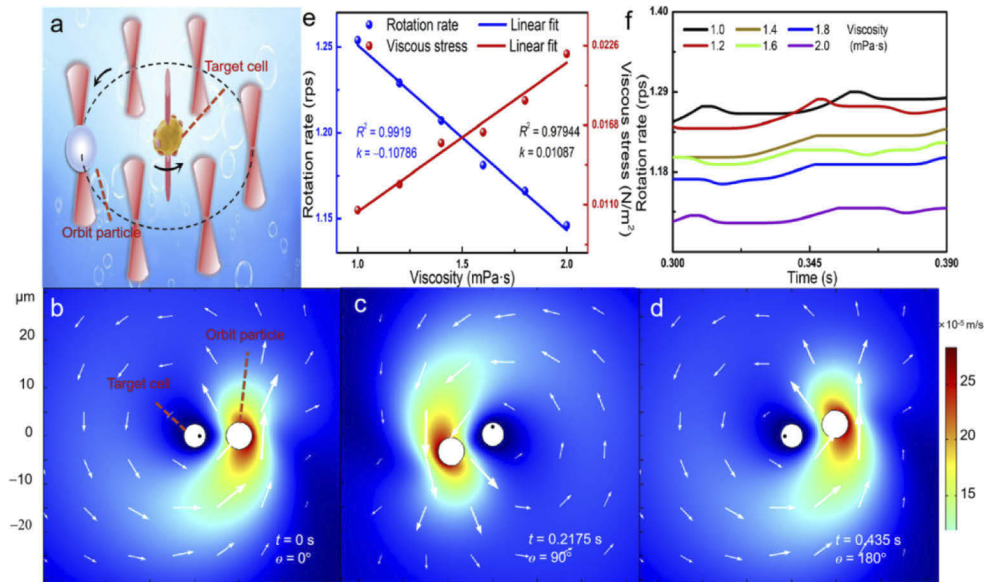 a
Target cell
Orbit particle
e
Rotation rate
Linear fit
Viscous stress
Linear fit
R² = 0.9919
k = −0.10786
R² = 0.97944
k = 0.01087
Rotation rate (rps)
1.25
1.20
1.15
1.0
1.5
2.0
Viscosity (mPa·s)
0.0226
0.0168
0.0110
Viscous stress (N/m²)
f
1.0
1.4
1.8
Viscosity
1.2
1.6
2.0
(mPa·s)
Rotation rate (rps)
1.40
1.29
1.18
0.300
0.345
0.390
Time (s)
μm
20
10
0
−10
−20
b
Orbit particle
Target cell
t = 0 s
ɵ = 0°
c
t = 0.2175 s
ɵ = 90°
d
t = 0.435 s
ɵ = 180°
×10⁻⁵ m/s
25
20
15